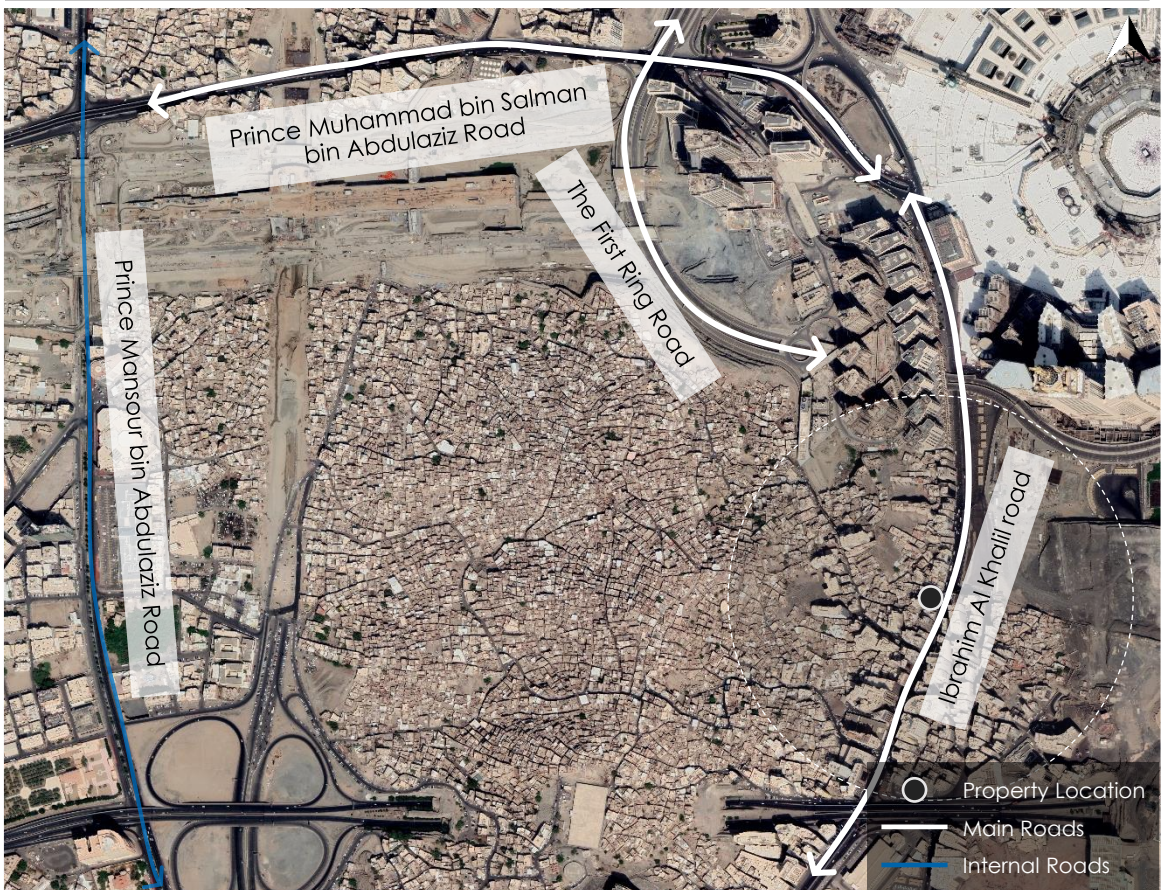 Prince Muhammad bin Salman
bin Abdulaziz Road
The First Ring Road
Prince Mansour bin Abdulaziz Road
Ibrahim Al Khalil road
Property Location
Main Roads
Internal Roads